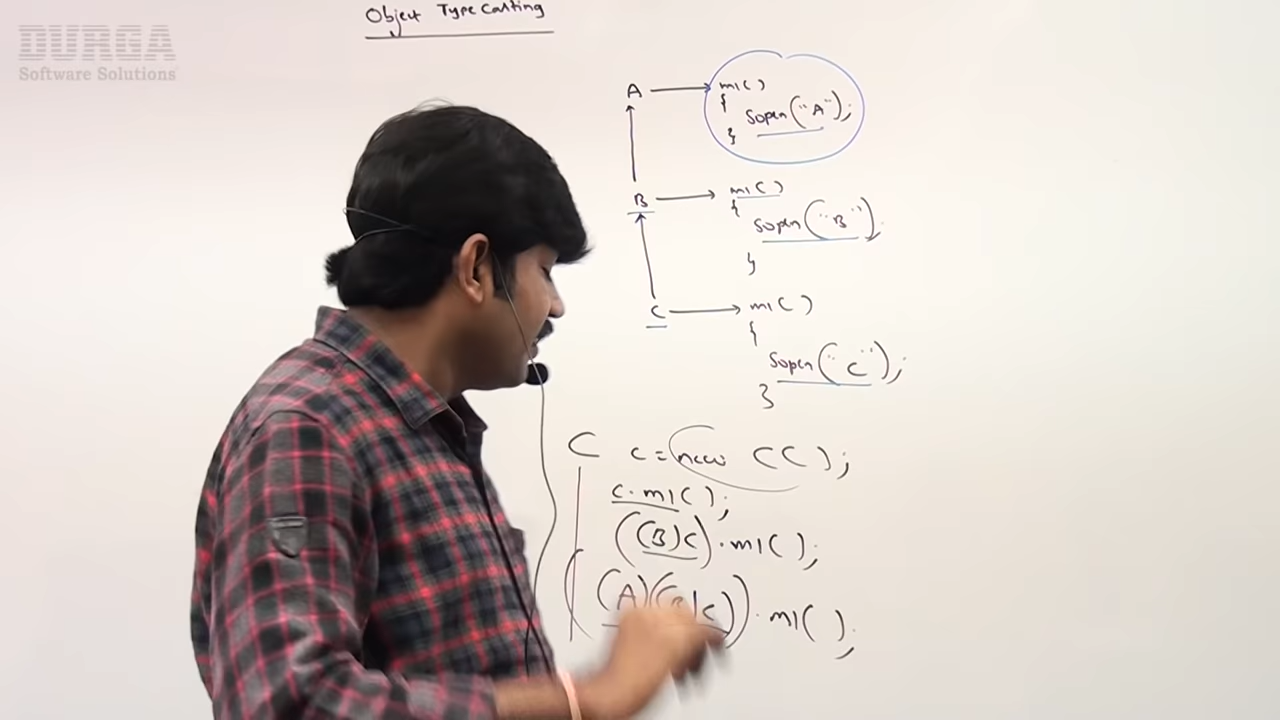 DURGA
Software Solutions
Object Type Casting
A → m1( )
{
Sopln("A");
}
B → m1( )
{
Sopln("B");
}
C → m1( )
{
Sopln("C");
}
C c = new C( );
c.m1( );
((B)c).m1( );
((A)(B)c)).m1( );